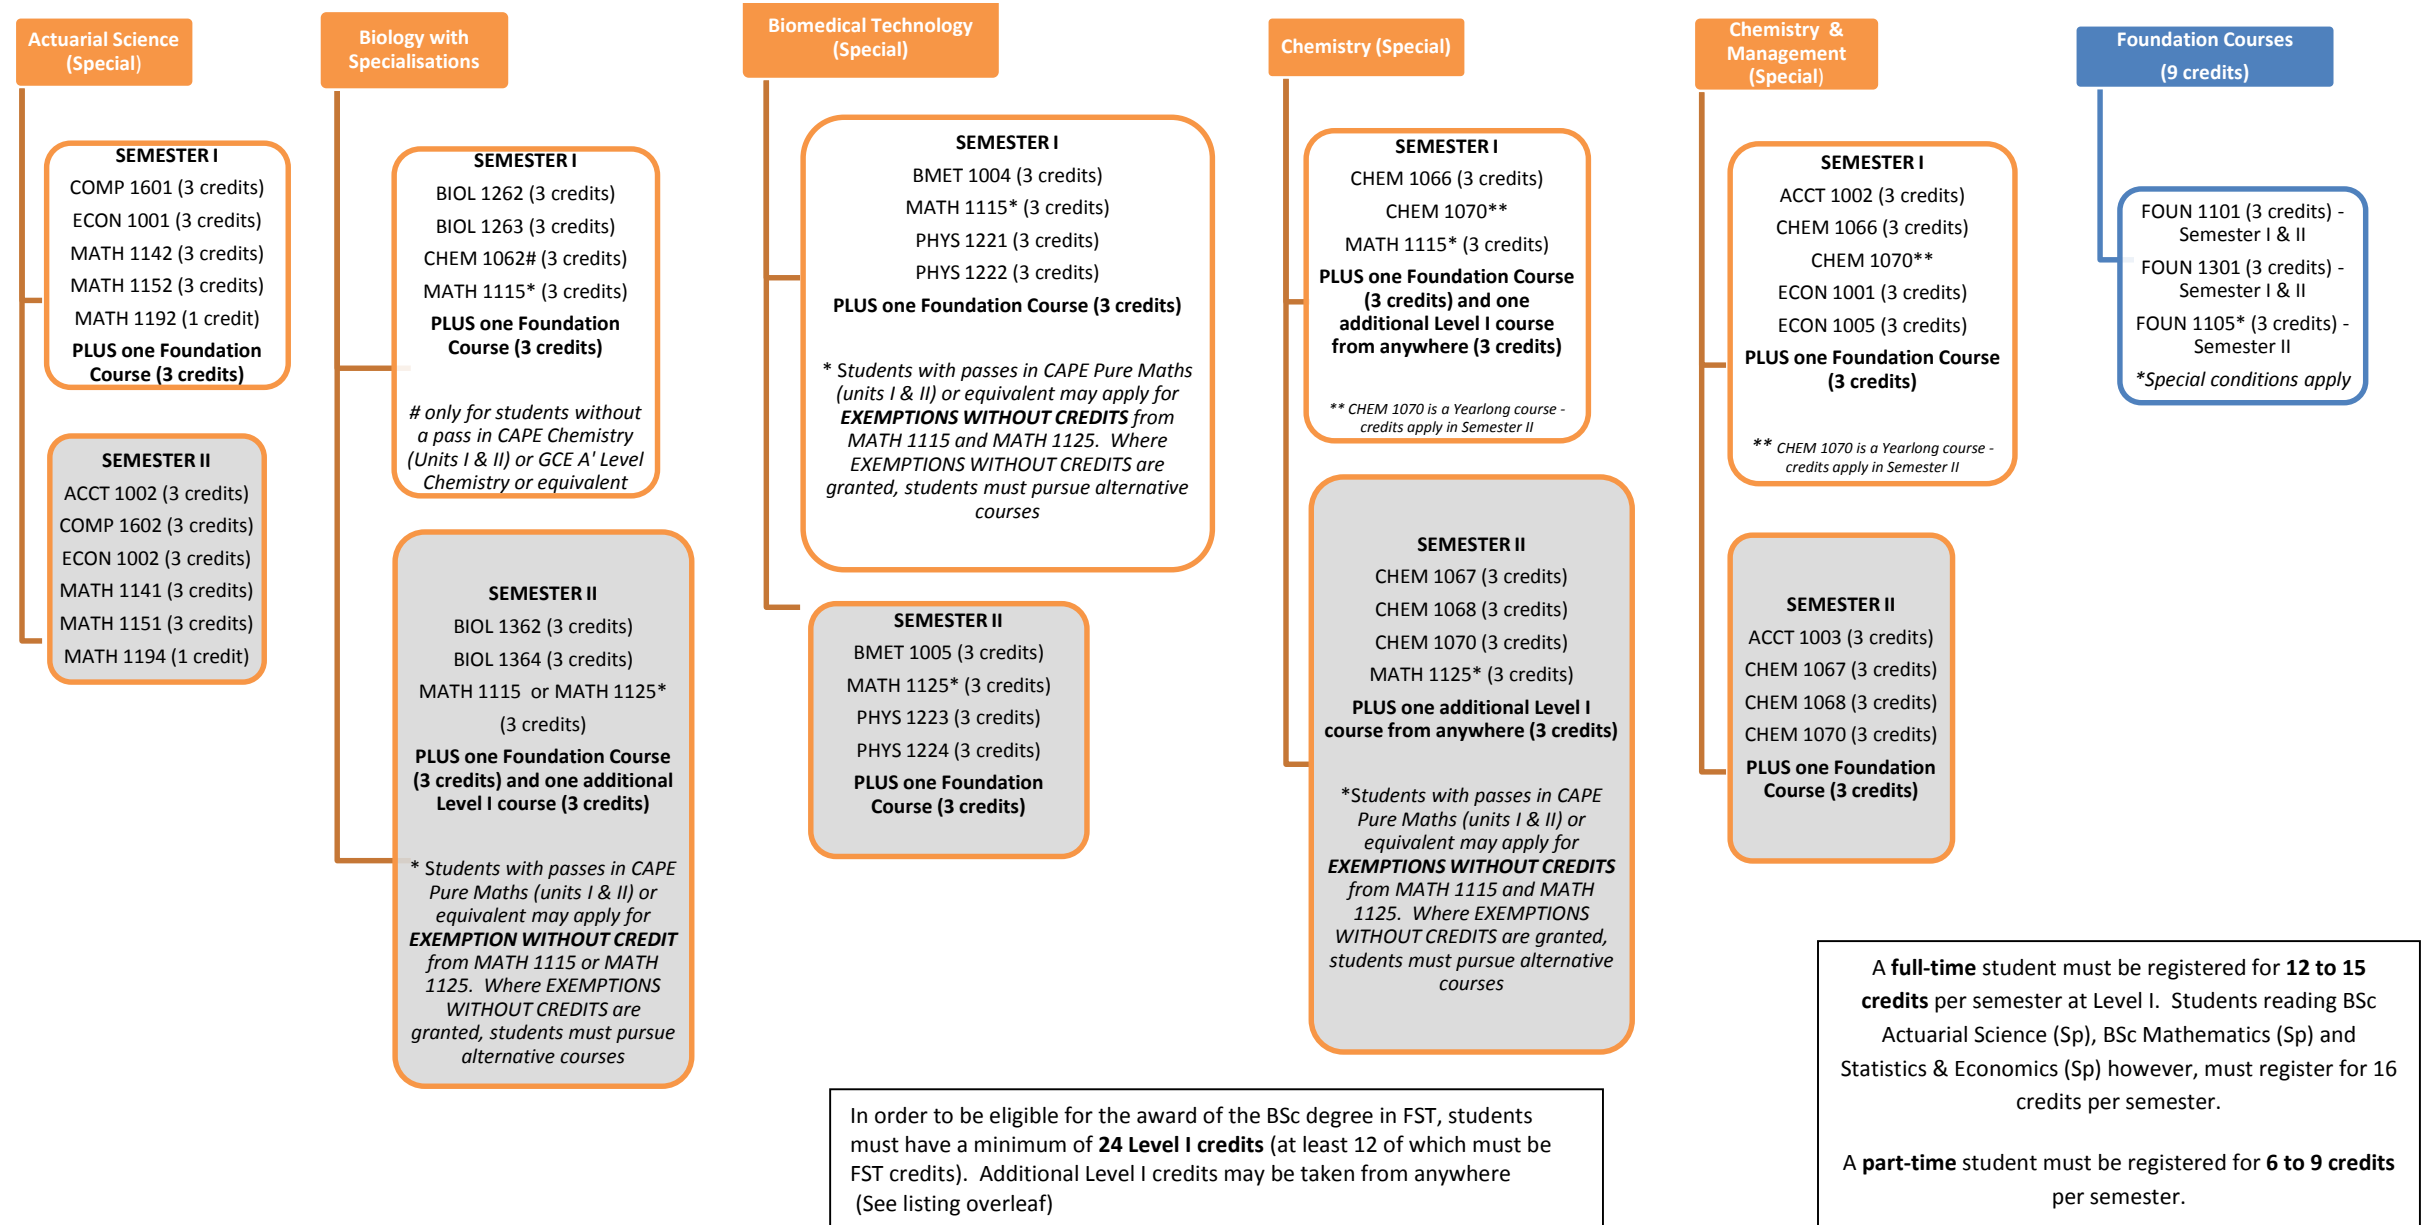 Actuarial Science
(Special)
SEMESTER I
COMP 1601 (3 credits)
ECON 1001 (3 credits)
MATH 1142 (3 credits)
MATH 1152 (3 credits)
MATH 1192 (1 credit)
PLUS one Foundation
Course (3 credits)
SEMESTER II
ACCT 1002 (3 credits)
COMP 1602 (3 credits)
ECON 1002 (3 credits)
MATH 1141 (3 credits)
MATH 1151 (3 credits)
MATH 1194 (1 credit)
Biology with
Specialisations
SEMESTER I
BIOL 1262 (3 credits)
BIOL 1263 (3 credits)
CHEM 1062# (3 credits)
MATH 1115* (3 credits)
PLUS one Foundation
Course (3 credits)
# only for students without
a pass in CAPE Chemistry
(Units I & II) or GCE A' Level
Chemistry or equivalent
SEMESTER II
BIOL 1362 (3 credits)
BIOL 1364 (3 credits)
MATH 1115 or MATH 1125*
(3 credits)
PLUS one Foundation Course
(3 credits) and one additional
Level I course (3 credits)
* Students with passes in CAPE
Pure Maths (units I & II) or
equivalent may apply for
EXEMPTION WITHOUT CREDIT
from MATH 1115 or MATH
1125. Where EXEMPTIONS
WITHOUT CREDITS are
granted, students must pursue
alternative courses
Biomedical Technology
(Special)
SEMESTER I
BMET 1004 (3 credits)
MATH 1115* (3 credits)
PHYS 1221 (3 credits)
PHYS 1222 (3 credits)
PLUS one Foundation Course (3 credits)
* Students with passes in CAPE Pure Maths
(units I & II) or equivalent may apply for
EXEMPTIONS WITHOUT CREDITS from
MATH 1115 and MATH 1125. Where
EXEMPTIONS WITHOUT CREDITS are
granted, students must pursue alternative
courses
SEMESTER II
BMET 1005 (3 credits)
MATH 1125* (3 credits)
PHYS 1223 (3 credits)
PHYS 1224 (3 credits)
PLUS one Foundation
Course (3 credits)
Chemistry (Special)
SEMESTER I
CHEM 1066 (3 credits)
CHEM 1070**
MATH 1115* (3 credits)
PLUS one Foundation Course
(3 credits) and one
additional Level I course
from anywhere (3 credits)
** CHEM 1070 is a Yearlong course -
credits apply in Semester II
SEMESTER II
CHEM 1067 (3 credits)
CHEM 1068 (3 credits)
CHEM 1070 (3 credits)
MATH 1125* (3 credits)
PLUS one additional Level I
course from anywhere (3 credits)
*Students with passes in CAPE
Pure Maths (units I & II) or
equivalent may apply for
EXEMPTIONS WITHOUT CREDITS
from MATH 1115 and MATH
1125. Where EXEMPTIONS
WITHOUT CREDITS are granted,
students must pursue alternative
courses
Chemistry &
Management
(Special)
SEMESTER I
ACCT 1002 (3 credits)
CHEM 1066 (3 credits)
CHEM 1070**
ECON 1001 (3 credits)
ECON 1005 (3 credits)
PLUS one Foundation Course
(3 credits)
** CHEM 1070 is a Yearlong course -
credits apply in Semester II
SEMESTER II
ACCT 1003 (3 credits)
CHEM 1067 (3 credits)
CHEM 1068 (3 credits)
CHEM 1070 (3 credits)
PLUS one Foundation
Course (3 credits)
Foundation Courses
(9 credits)
FOUN 1101 (3 credits) -
Semester I & II
FOUN 1301 (3 credits) -
Semester I & II
FOUN 1105* (3 credits) -
Semester II
*Special conditions apply
In order to be eligible for the award of the BSc degree in FST, students
must have a minimum of 24 Level I credits (at least 12 of which must be
FST credits). Additional Level I credits may be taken from anywhere
(See listing overleaf)
A full-time student must be registered for 12 to 15
credits per semester at Level I. Students reading BSc
Actuarial Science (Sp), BSc Mathematics (Sp) and
Statistics & Economics (Sp) however, must register for 16
credits per semester.
A part-time student must be registered for 6 to 9 credits
per semester.